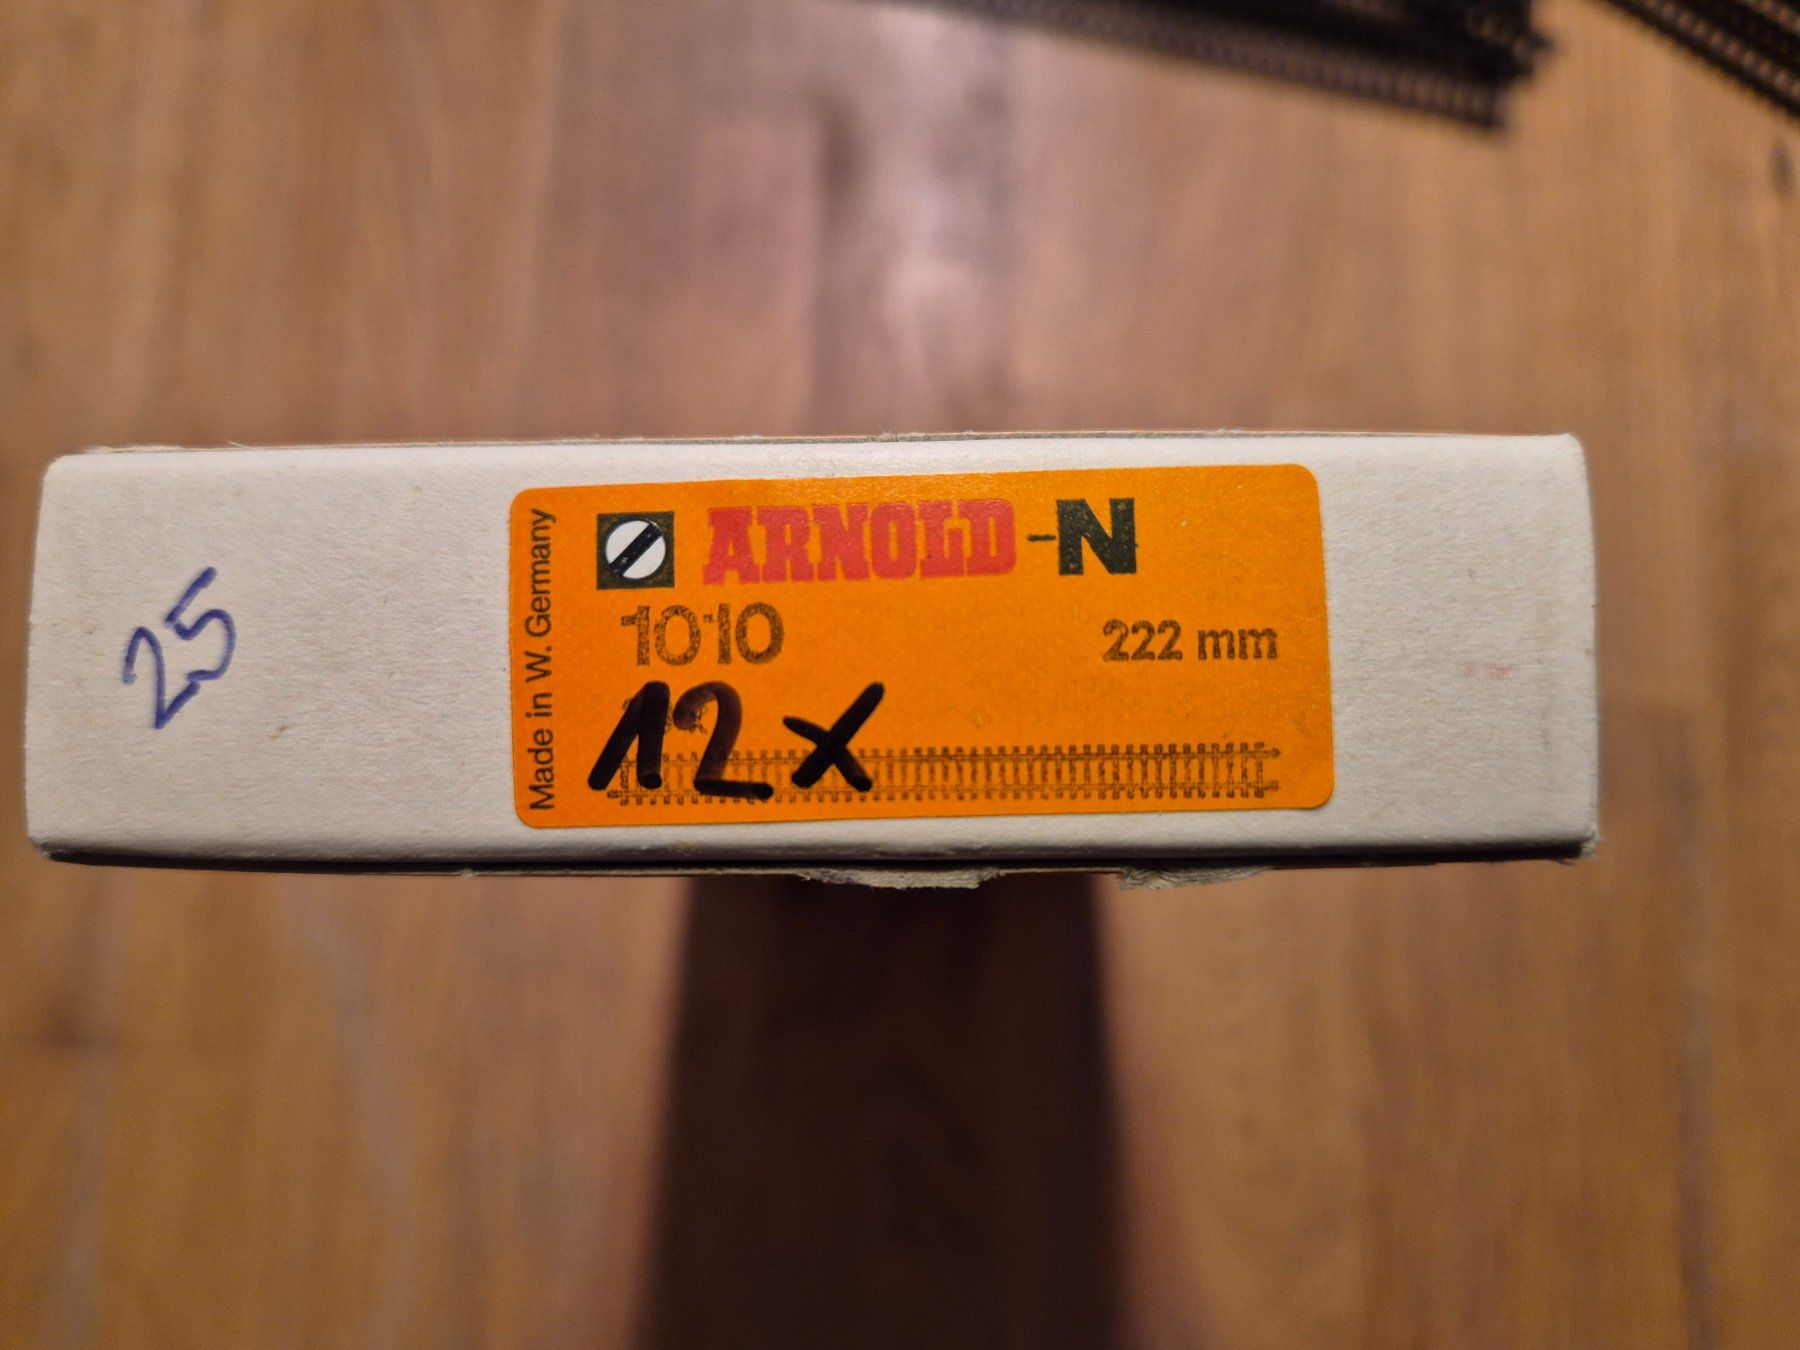 25
Made in W. Germany
ARNOLD-N
1010
222 mm
12x